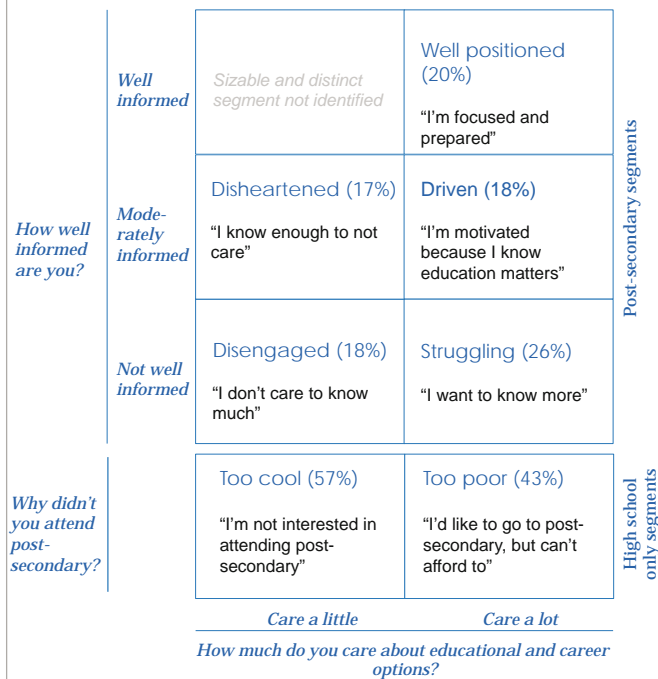 Well
informed
Sizable and distinct
segment not identified
Well positioned
(20%)
“I’m focused and
prepared”
How well
informed
are you?
Mode-
rately
informed
Disheartened (17%)
“I know enough to not
care”
Driven (18%)
“I’m motivated
because I know
education matters”
Not well
informed
Disengaged (18%)
“I don’t care to know
much”
Struggling (26%)
“I want to know more”
Post-secondary segments
Why didn’t
you attend
post-
secondary?
Too cool (57%)
“I’m not interested in
attending post-
secondary”
Too poor (43%)
“I’d like to go to post-
secondary, but can’t
afford to”
High school
only segments
Care a little
Care a lot
How much do you care about educational and career
options?